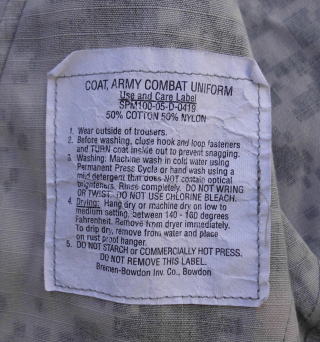 COAT, ARMY COMBAT UNIFORM
Use and Care Label
SPM100-05-D-0419
50% COTTON 50% NYLON
1. Wear outside of trousers.
2. Before washing, close hook and loop fasteners
and TURN coat inside out to prevent snagging.
3. Washing: Machine wash in cold water using
Permanent Press Cycle or hand wash using a
mild detergent that does NOT contain optical
brighteners. Rinse completely. DO NOT WRING
OR TWIST. DO NOT USE CHLORINE BLEACH.
4. Drying: Hang dry or machine dry on low to
medium setting, between 140 - 160 degrees
Fahrenheit. Remove from dryer immediately.
To drip dry, remove from water and place
on rust proof hanger.
5. DO NOT STARCH or COMMERCIALLY HOT PRESS.
DO NOT REMOVE THIS LABEL.
Bremen-Bowdon Inv. Co., Bowdon